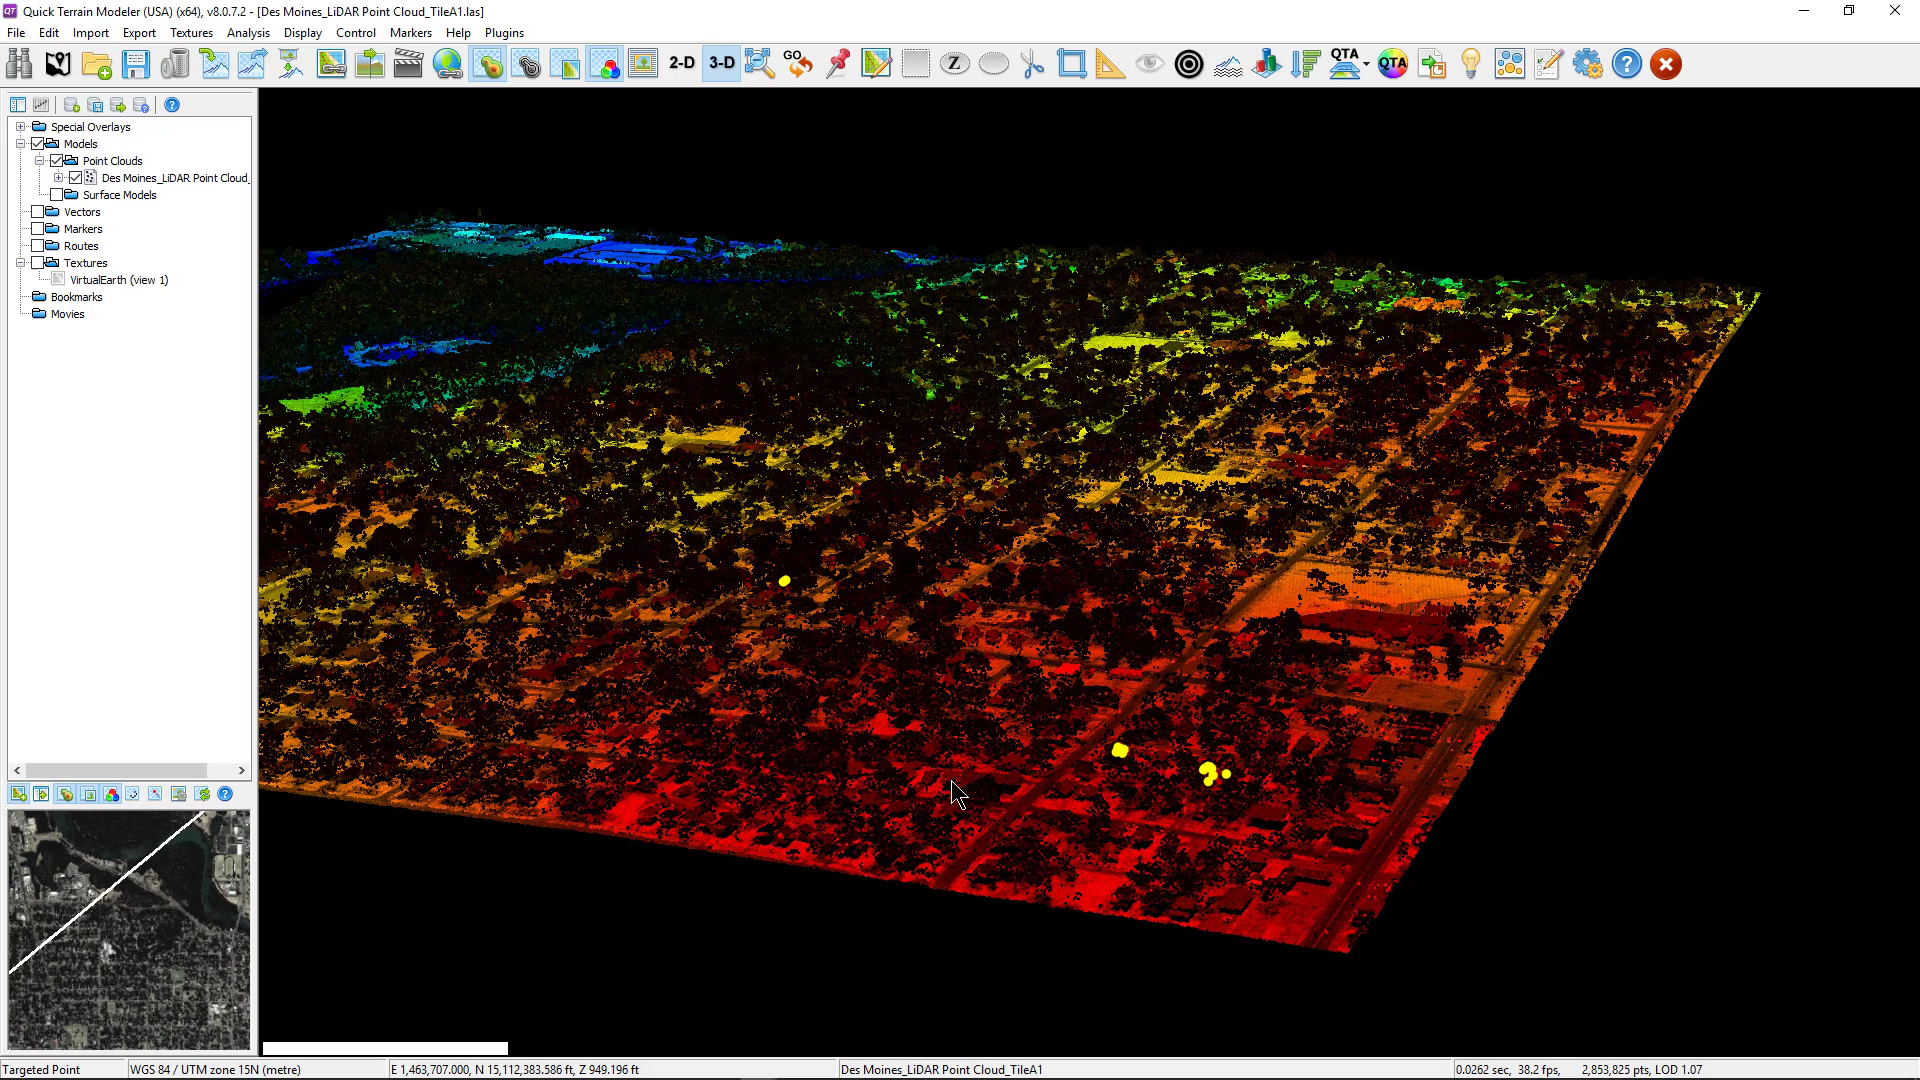 Quick Terrain Modeler (USA) (x64), v8.0.7.2 - [Des Moines_LiDAR Point Cloud_TileA1.las]
File Edit Import Export Textures Analysis Display Control Markers Help Plugins
2-D 3-D GO Z QTA QTA
Special Overlays
Models
Point Clouds
Des Moines_LiDAR Point Cloud_
Surface Models
Vectors
Markers
Routes
Textures
VirtualEarth (view 1)
Bookmarks
Movies
Targeted Point WGS 84 / UTM zone 15N (metre) E 1,463,707.000, N 15,112,383.586 ft, Z 949.196 ft Des Moines_LiDAR Point Cloud_TileA1 0.0262 sec, 38.2 fps, 2,853,825 pts, LOD 1.07